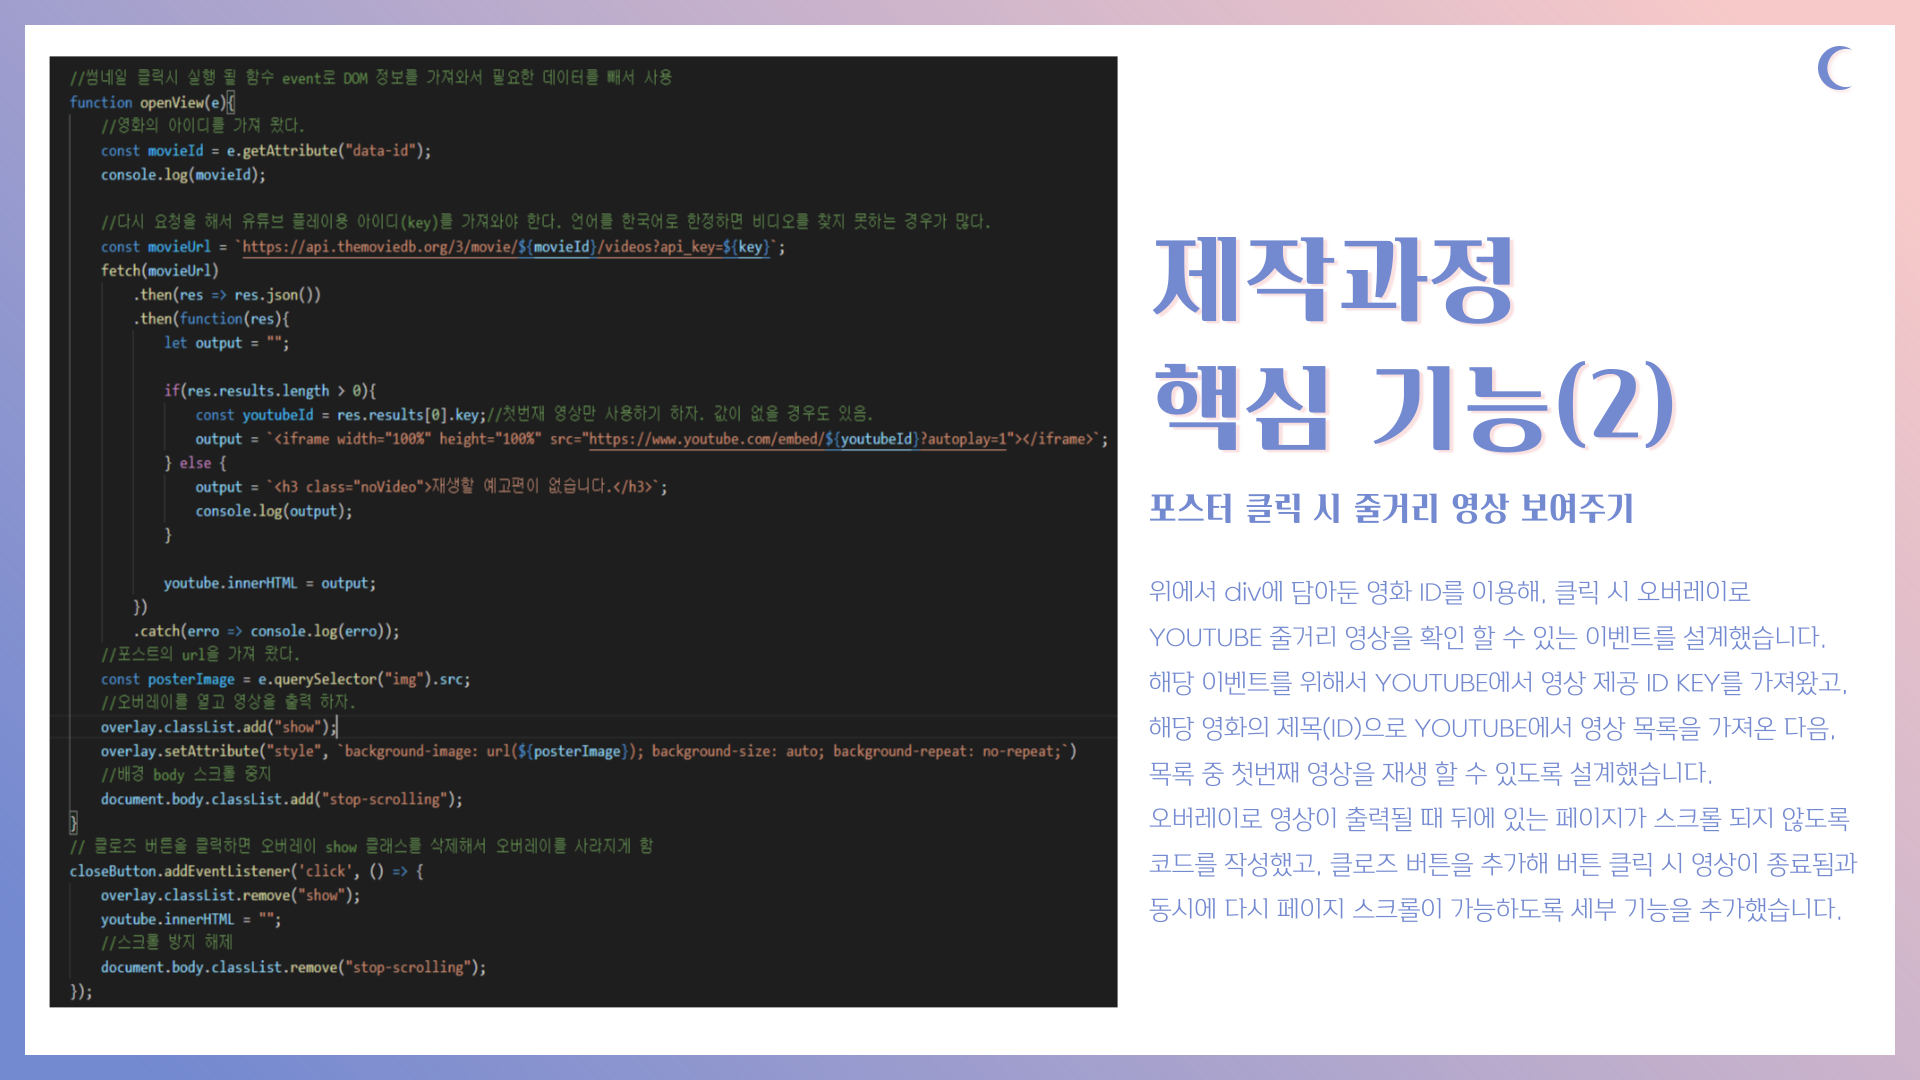 //썸네일 클릭시 실행 될 함수 event로 DOM 정보를 가져와서 필요한 데이터를 빼서 사용
function openView(e){
//영화의 아이디를 가져 왔다.
const movieId = e.getAttribute("data-id");
console.log(movieId);
//다시 요청을 해서 유튜브 플레이용 아이디(key)를 가져와야 한다. 언어를 한국어로 한정하면 비디오를 찾지 못하는 경우가 많다.
const movieUrl = `https://api.themoviedb.org/3/movie/${movieId}/videos?api_key=${key}`;
fetch(movieUrl)
.then(res => res.json())
.then(function(res){
let output = "";
if(res.results.length > 0){
const youtubeId = res.results[0].key;//첫번재 영상만 사용하기 하자. 값이 없을 경우도 있음.
output = `<iframe width="100%" height="100%" src="https://www.youtube.com/embed/${youtubeId}?autoplay=1"></iframe>`;
} else {
output = `<h3 class="noVideo">재생할 예고편이 없습니다.</h3>`;
console.log(output);
}
youtube.innerHTML = output;
})
.catch(erro => console.log(erro));
//포스트의 url을 가져 왔다.
const posterImage = e.querySelector("img").src;
//오버레이를 열고 영상을 출력 하자.
overlay.classList.add("show");
overlay.setAttribute("style", `background-image: url(${posterImage}); background-size: auto; background-repeat: no-repeat;`)
//배경 body 스크롤 중지
document.body.classList.add("stop-scrolling");
}
// 클로즈 버튼을 클릭하면 오버레이 show 클래스를 삭제해서 오버레이를 사라지게 함
closeButton.addEventListener('click', () => {
overlay.classList.remove("show");
youtube.innerHTML = "";
//스크롤 방지 해제
document.body.classList.remove("stop-scrolling");
});
제작과정
핵심 기능(2)
포스터 클릭 시 줄거리 영상 보여주기
위에서 div에 담아둔 영화 ID를 이용해, 클릭 시 오버레이로
YOUTUBE 줄거리 영상을 확인 할 수 있는 이벤트를 설계했습니다.
해당 이벤트를 위해서 YOUTUBE에서 영상 제공 ID KEY를 가져왔고,
해당 영화의 제목(ID)으로 YOUTUBE에서 영상 목록을 가져온 다음,
목록 중 첫번째 영상을 재생 할 수 있도록 설계했습니다.
오버레이로 영상이 출력될 때 뒤에 있는 페이지가 스크롤 되지 않도록
코드를 작성했고, 클로즈 버튼을 추가해 버튼 클릭 시 영상이 종료됨과
동시에 다시 페이지 스크롤이 가능하도록 세부 기능을 추가했습니다.